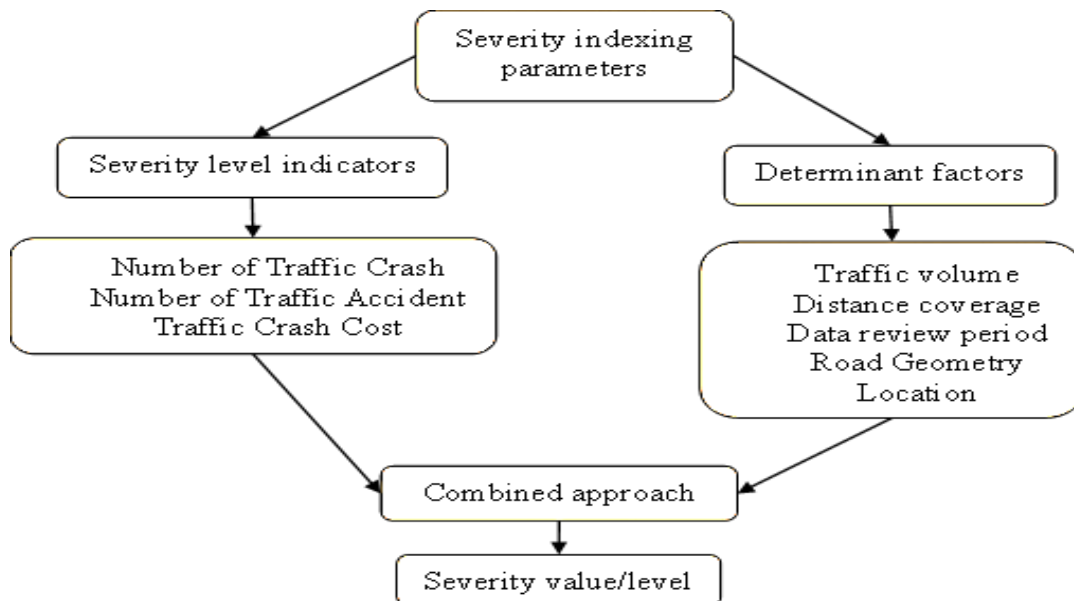 Severity indexing
parameters
Severity level indicators
Determinant factors
Number of Traffic Crash
Number of Traffic Accident
Traffic Crash Cost
Traffic volume
Distance coverage
Data review period
Road Geometry
Location
Combined approach
Severity value/level